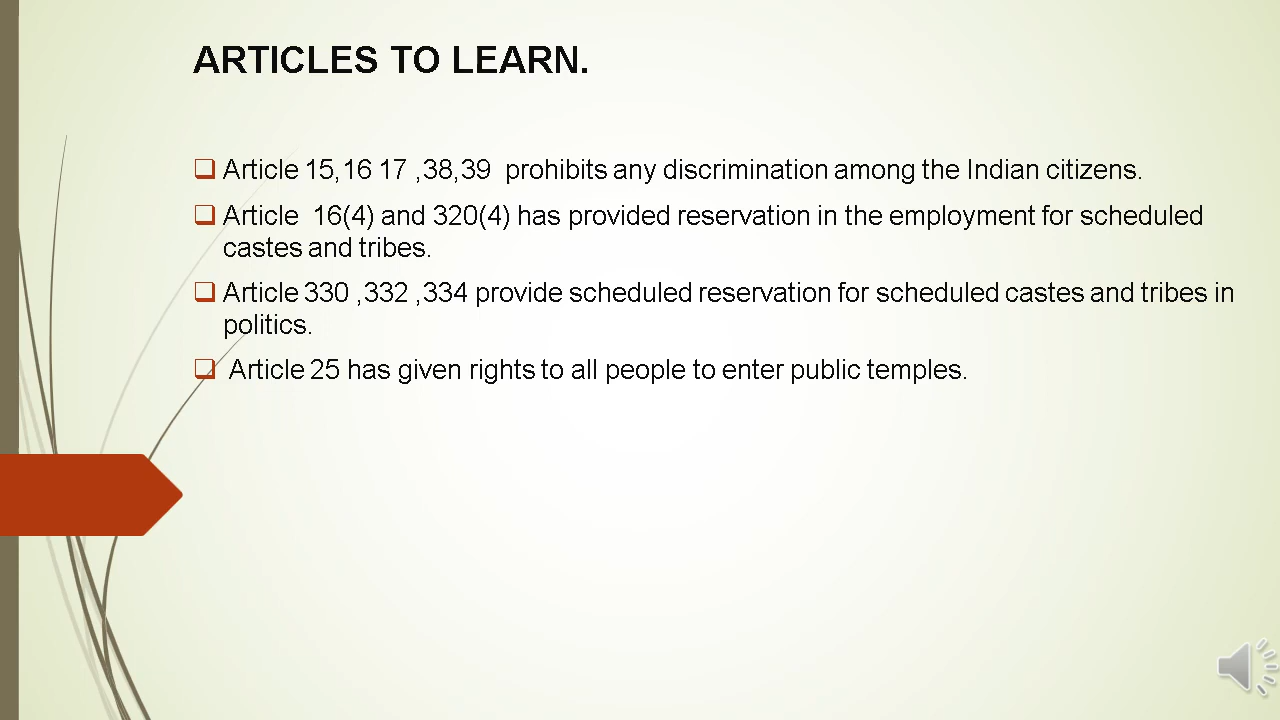 ARTICLES TO LEARN.
Article 15,16 17 ,38,39 prohibits any discrimination among the Indian citizens.
Article 16(4) and 320(4) has provided reservation in the employment for scheduled
castes and tribes.
Article 330 ,332 ,334 provide scheduled reservation for scheduled castes and tribes in
politics.
Article 25 has given rights to all people to enter public temples.